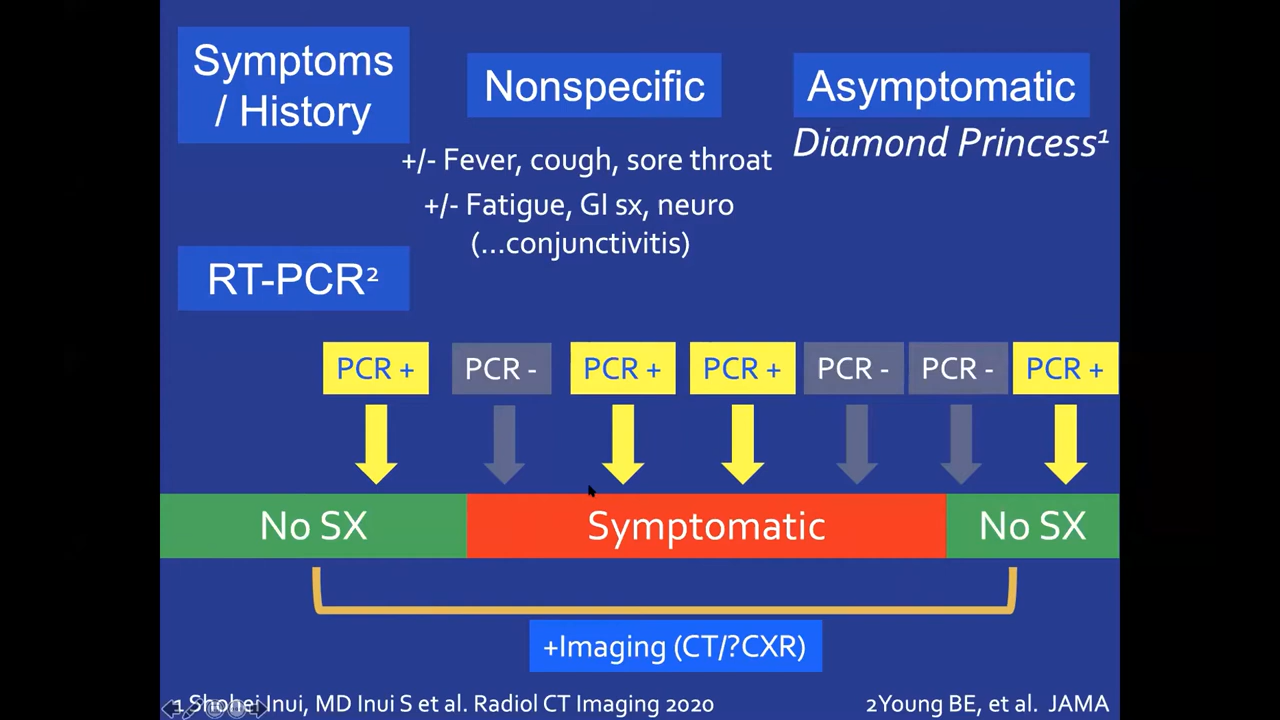 Symptoms
/ History
Nonspecific
Asymptomatic
Diamond Princess¹
+/- Fever, cough, sore throat
+/- Fatigue, GI sx, neuro
(...conjunctivitis)
RT-PCR²
PCR +
PCR -
PCR +
PCR +
PCR -
PCR -
PCR +
No SX
Symptomatic
No SX
+Imaging (CT/?CXR)
1 Shohei Inui, MD Inui S et al. Radiol CT Imaging 2020
2Young BE, et al. JAMA